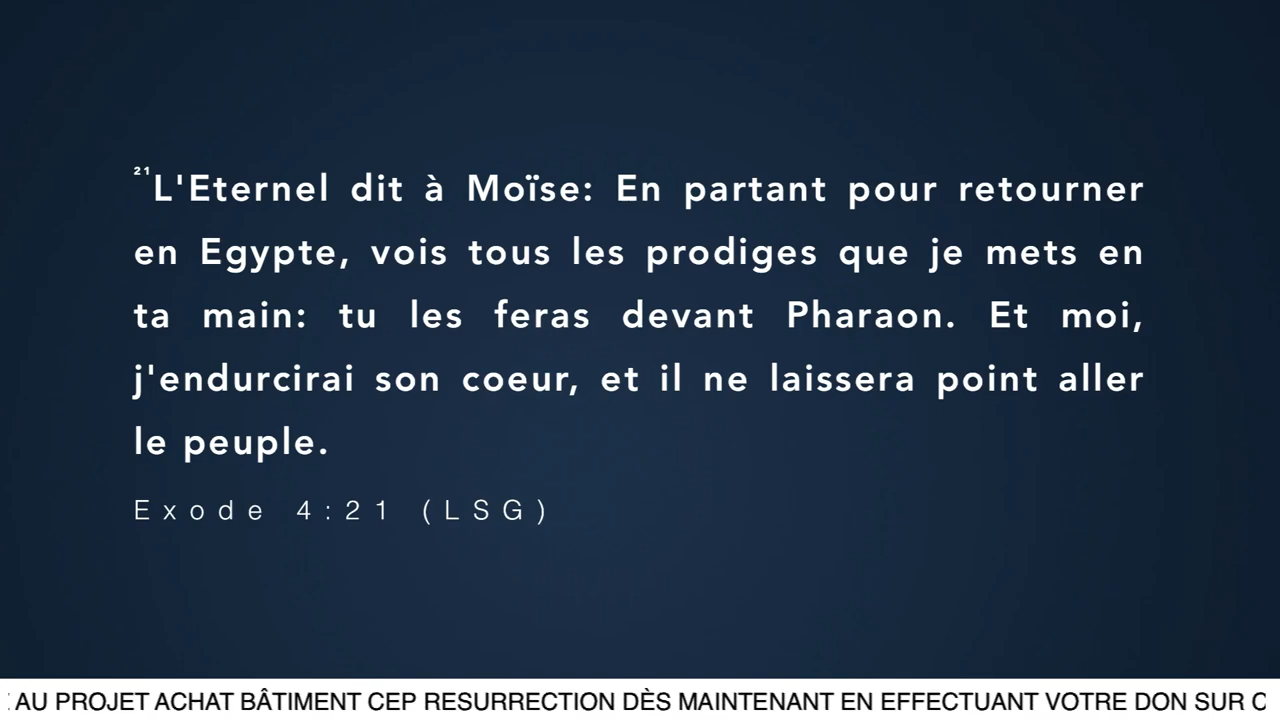 ²¹L'Eternel dit à Moïse: En partant pour retourner
en Egypte, vois tous les prodiges que je mets en
ta main: tu les feras devant Pharaon. Et moi,
j'endurcirai son coeur, et il ne laissera point aller
le peuple.
Exode 4:21 (LSG)
AU PROJET ACHAT BÂTIMENT CEP RESURRECTION DÈS MAINTENANT EN EFFECTUANT VOTRE DON SUR